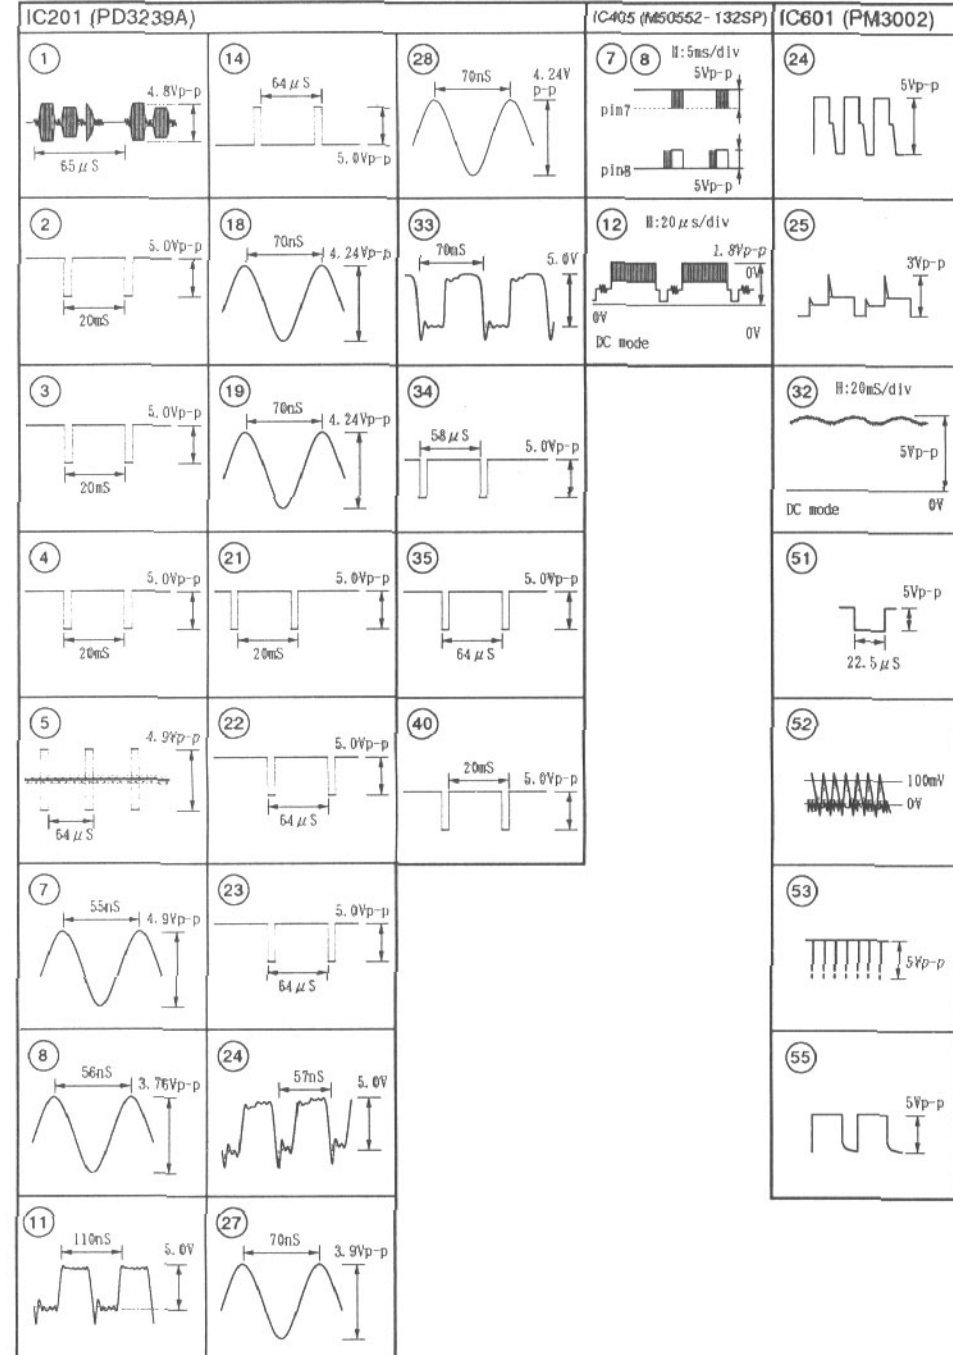 IC201 (PD3239A)
1
4.8Vp-p
65μS
2
5.0Vp-p
20mS
3
5.0Vp-p
20mS
4
5.0Vp-p
20mS
5
4.9Vp-p
64μS
7
55nS
4.9Vp-p
8
56nS
3.76Vp-p
11
110nS
5.0V
14
64μS
5.0Vp-p
18
70nS
4.24Vp-p
19
70nS
4.24Vp-p
21
5.0Vp-p
20mS
22
5.0Vp-p
64μS
23
5.0Vp-p
64μS
24
57nS
5.0V
27
70nS
3.9Vp-p
28
70nS
4.24V
p-p
33
70mS
5.0V
34
58μS
5.0Vp-p
35
5.0Vp-p
64μS
40
20mS
5.0Vp-p
IC405 (M50552-132SP)
7 8 H:5ms/div
5Vp-p
pin7
pin8
5Vp-p
12 H:20μs/div
1.8Vp-p
0V
0V
DC mode 0V
IC601 (PM3002)
24
5Vp-p
25
3Vp-p
32 H:20mS/div
5Vp-p
DC mode 0V
51
5Vp-p
22.5μS
52
100mV
0V
53
5Vp-p
55
5Vp-p